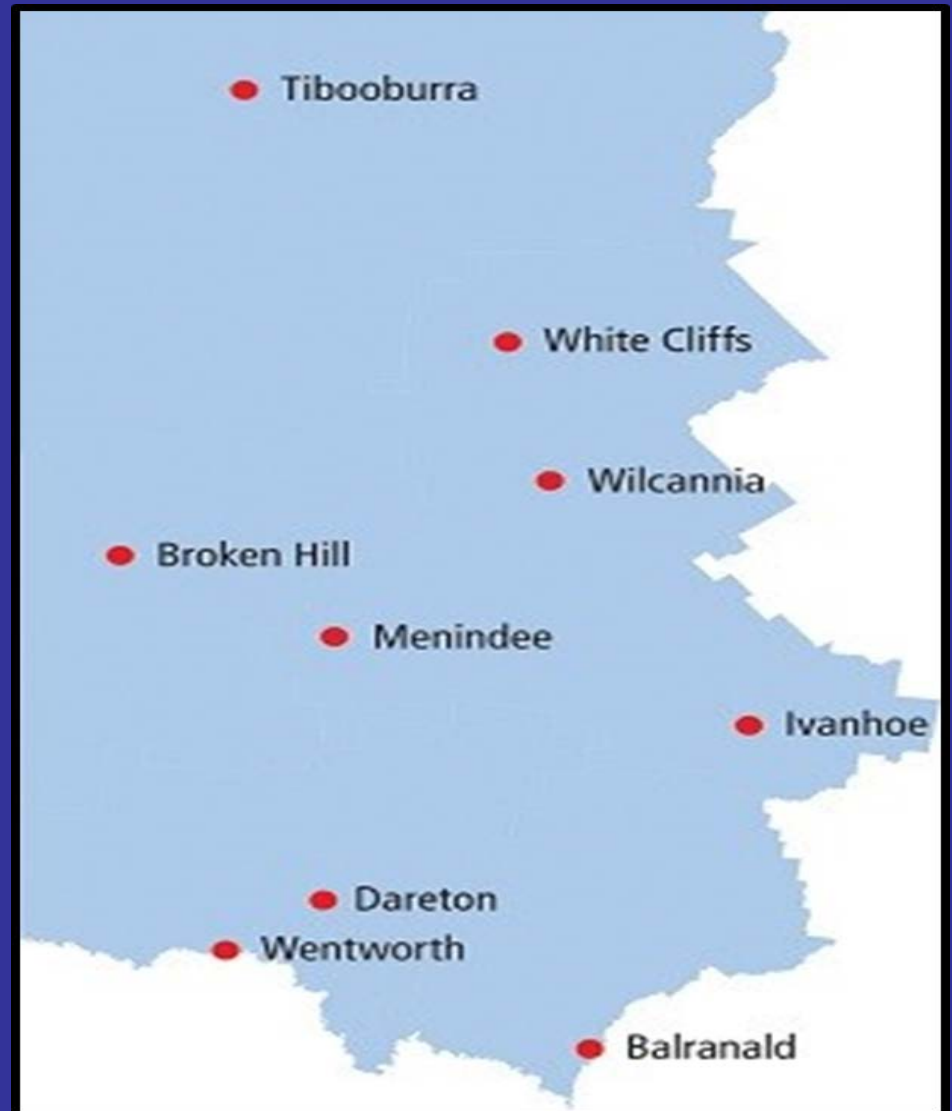 Tibooburra
White Cliffs
Wilcannia
Broken Hill
Menindee
Ivanhoe
Dareton
Wentworth
Balranald